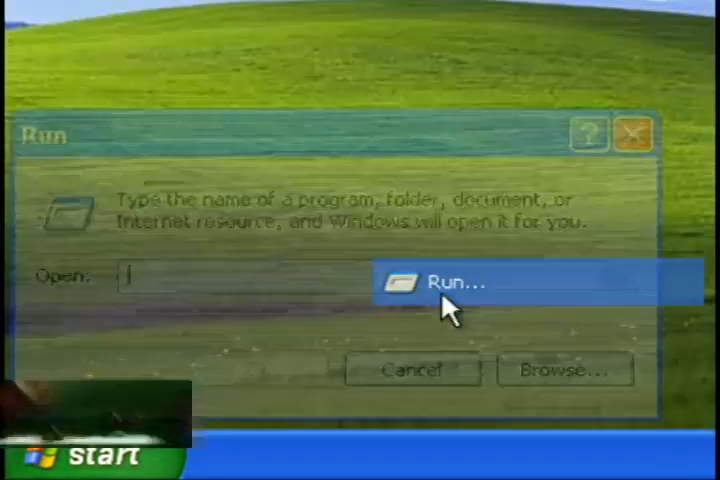 Run
Type the name of a program, folder, document, or
Internet resource, and Windows will open it for you.
Open:
Run...
Cancel
Browse...
start